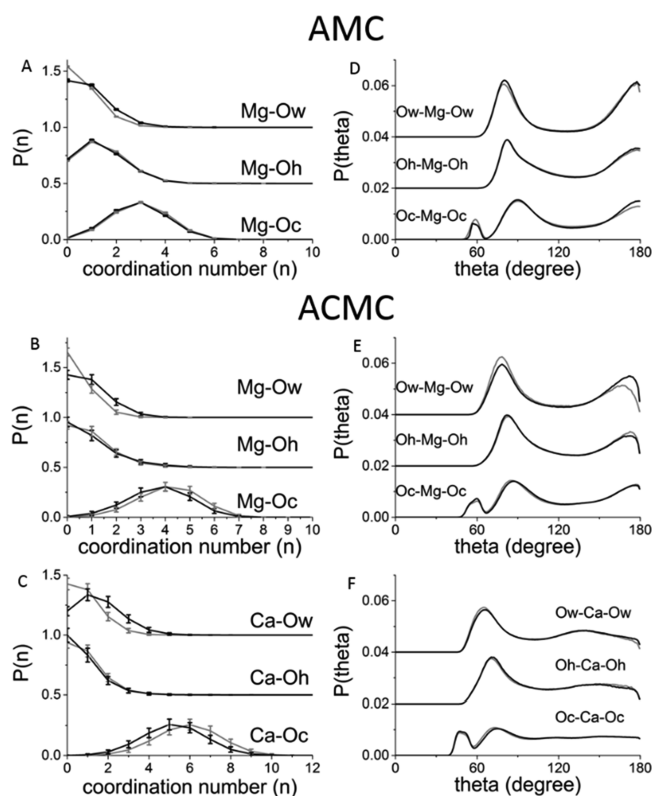 AMC
A
P(n)
1.5
1.0
0.5
0.0
Mg-Ow
Mg-Oh
Mg-Oc
0 1 2 3 4 5 6 7 8 9 10
coordination number (n)
D
P(theta)
0.06
0.04
0.02
0.00
Ow-Mg-Ow
Oh-Mg-Oh
Oc-Mg-Oc
0 60 120 180
theta (degree)
ACMC
B
P(n)
1.5
1.0
0.5
0.0
Mg-Ow
Mg-Oh
Mg-Oc
0 1 2 3 4 5 6 7 8 9 10
coordination number (n)
E
P(theta)
0.06
0.04
0.02
0.00
Ow-Mg-Ow
Oh-Mg-Oh
Oc-Mg-Oc
0 60 120 180
theta (degree)
C
P(n)
1.5
1.0
0.5
0.0
Ca-Ow
Ca-Oh
Ca-Oc
0 2 4 6 8 10 12
coordination number (n)
F
P(theta)
0.06
0.04
0.02
0.00
Ow-Ca-Ow
Oh-Ca-Oh
Oc-Ca-Oc
0 60 120 180
theta (degree)